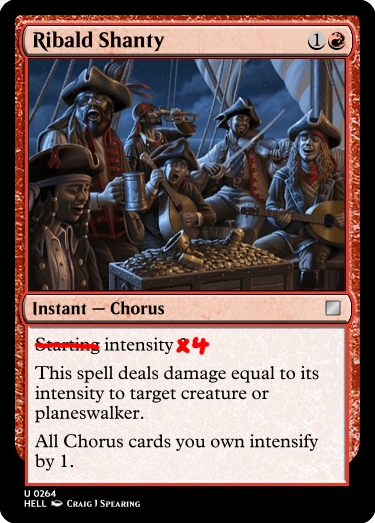 Ribald Shanty 1
Instant — Chorus
Starting intensity 4
This spell deals damage equal to its
intensity to target creature or
planeswalker.
All Chorus cards you own intensify
by 1.
U 0264
HELL Craig J Spearing